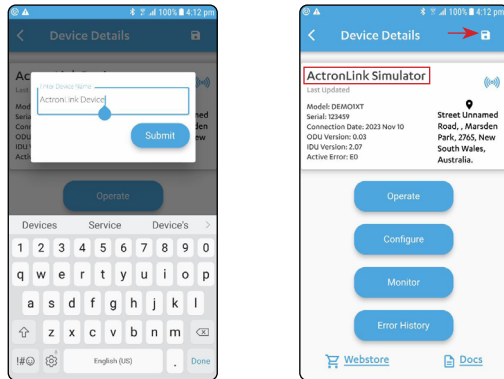 100% 4:12 pm
Device Details
Enter Device Name
ActronLink Device
Submit
Operate
Devices Service Device's
1 2 3 4 5 6 7 8 9 0
q w e r t y u i o p
a s d f g h j k l
z x c v b n m
!#☺ English (US) . Done
100% 4:12 pm
Device Details
ActronLink Simulator
Last Updated
Model: DEMO1XT
Serial: 123459
Connection Date: 2023 Nov 10
ODU Version: 0.03
IDU Version: 2.07
Active Error: E0
Street Unnamed
Road, , Marsden
Park, 2765, New
South Wales,
Australia.
Operate
Configure
Monitor
Error History
Webstore Docs